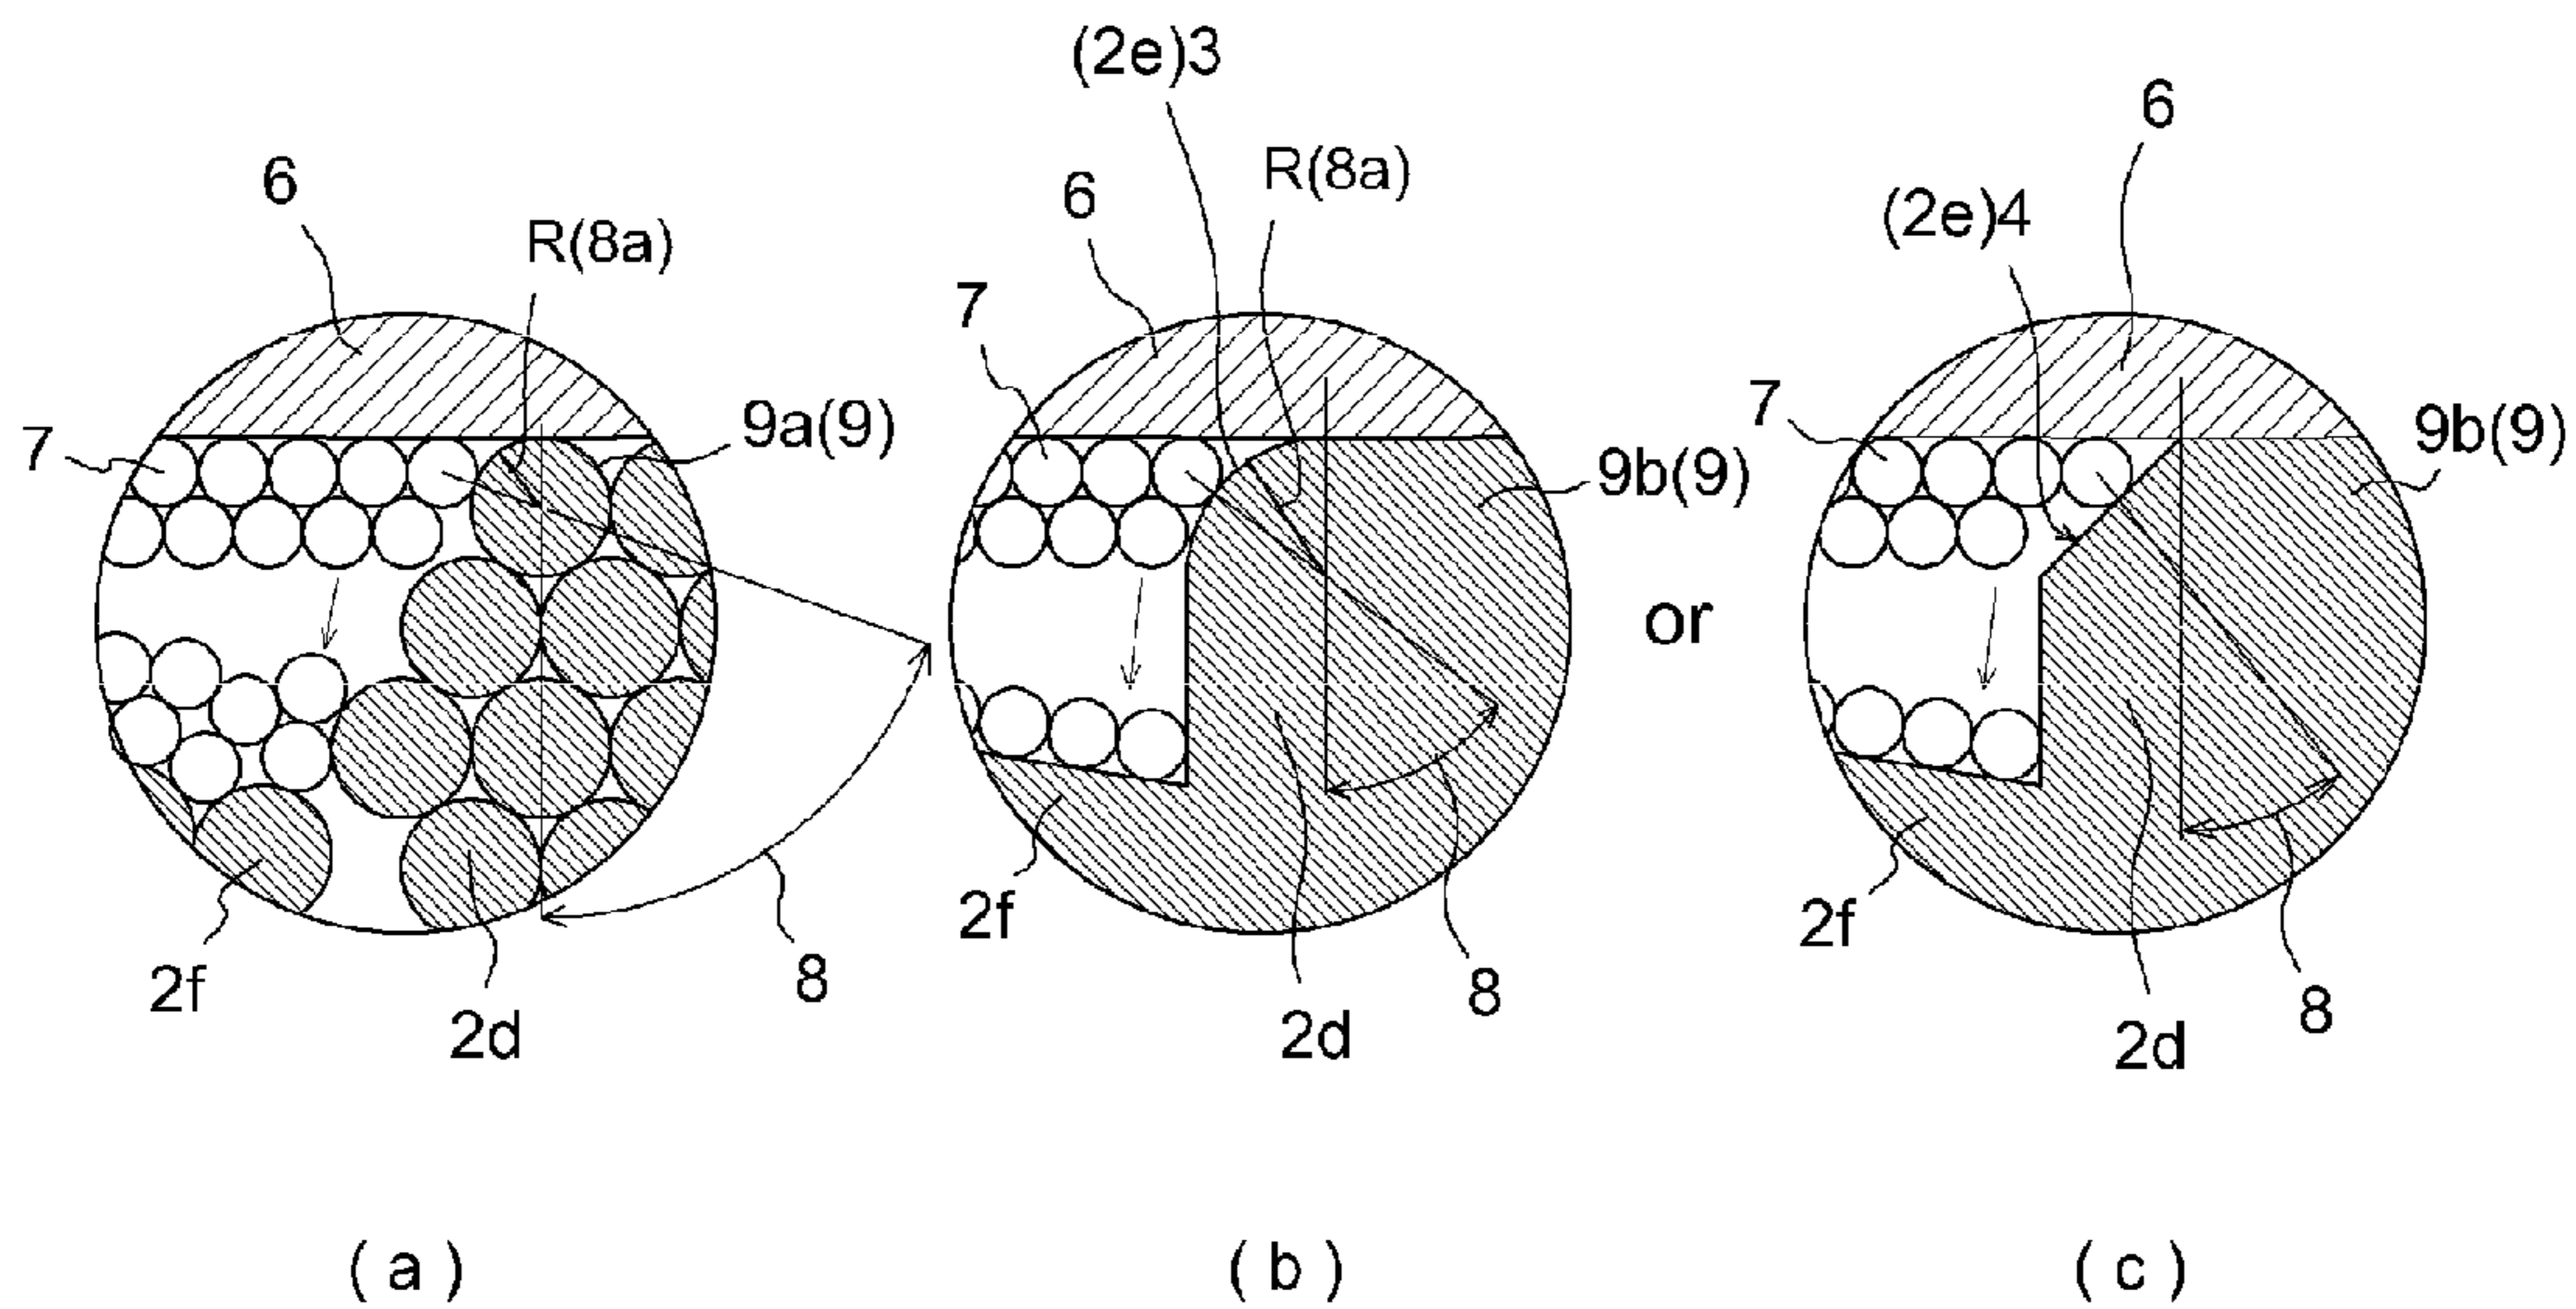 (2e)3
6
R(8a)
6
R(8a)
6
(2e)4
7
9a(9)
7
9b(9)
7
9b(9)
or
2f
2d
8
2f
2d
8
2f
2d
8
( a )
( b )
( c )